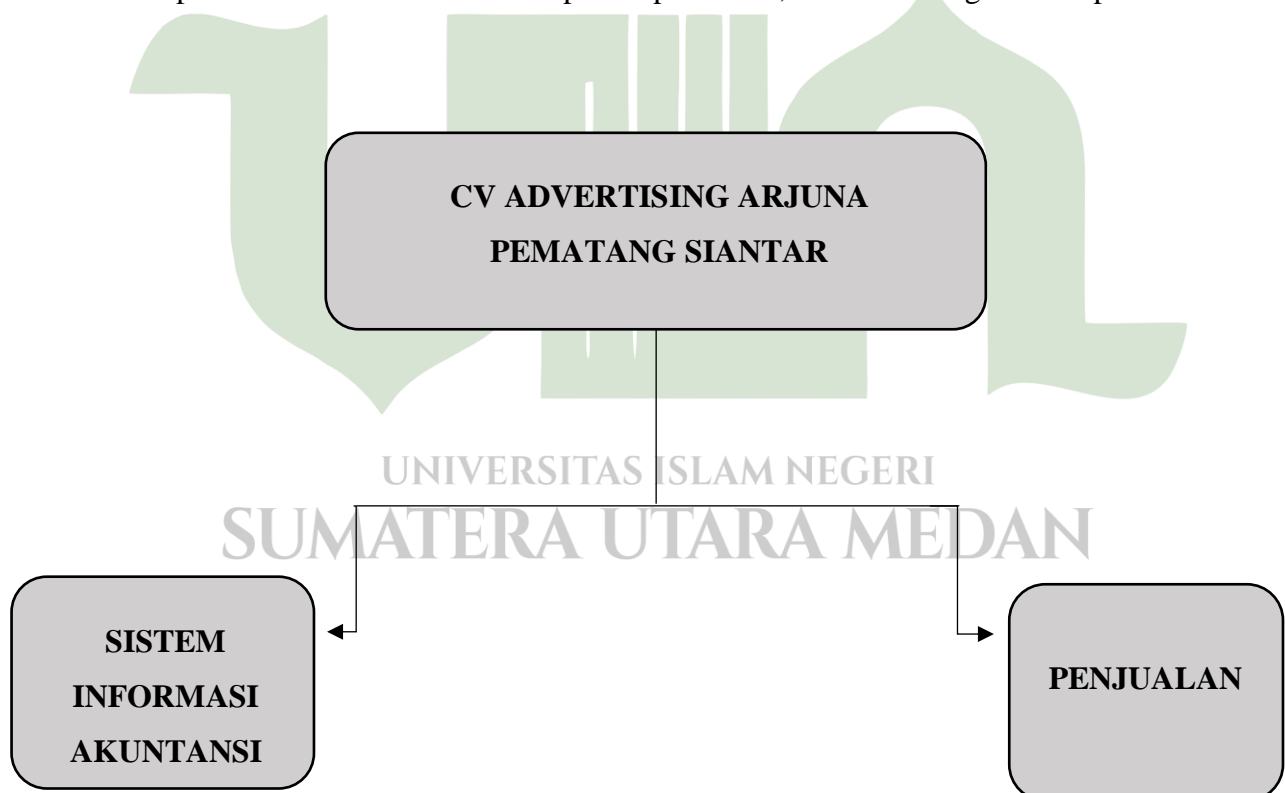 CV ADVERTISING ARJUNA
PEMATANG SIANTAR
UNIVERSITAS ISLAM NEGERI
SUMATERA UTARA MEDAN
SISTEM
INFORMASI
AKUNTANSI
PENJUALAN